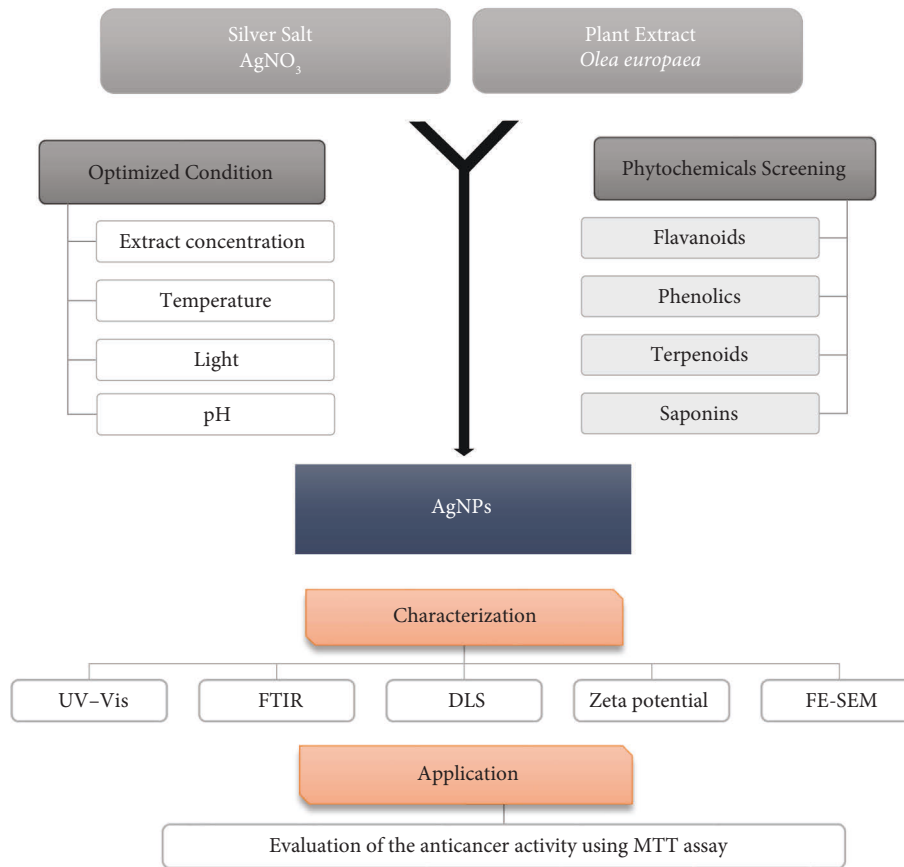 Silver Salt
AgNO₃
Plant Extract
Olea europaea
Optimized Condition
Extract concentration
Temperature
Light
pH
Phytochemicals Screening
Flavanoids
Phenolics
Terpenoids
Saponins
AgNPs
Characterization
UV–Vis
FTIR
DLS
Zeta potential
FE-SEM
Application
Evaluation of the anticancer activity using MTT assay